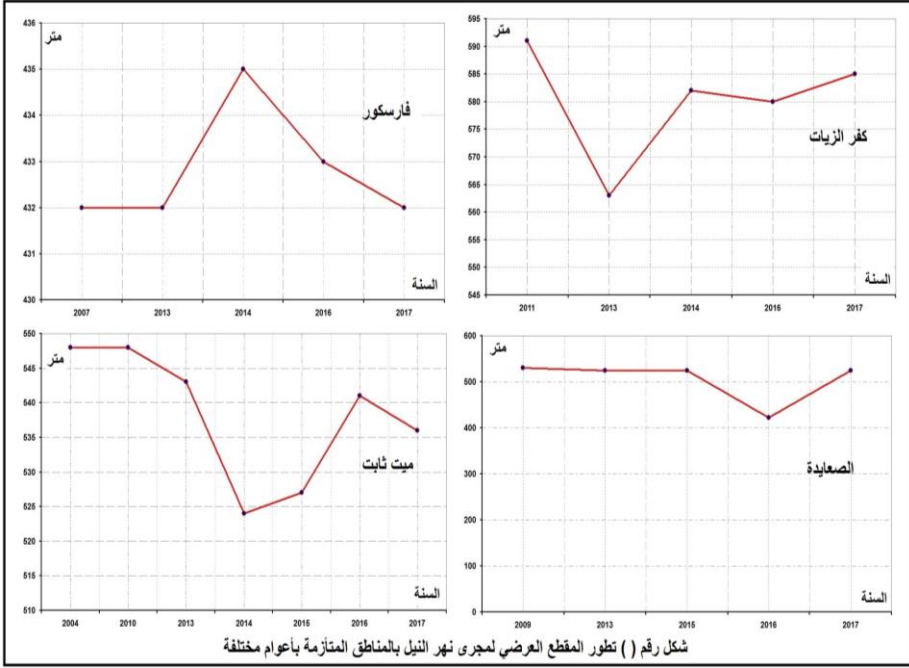 متر
436
435
434
433
432
431
430
فارسكور
السنة
2007 2013 2014 2016 2017
متر
595
590
585
580
575
570
565
560
555
550
545
كفر الزيات
السنة
2011 2013 2014 2016 2017
متر
550
545
540
535
530
525
520
515
510
ميت ثابت
السنة
2004 2010 2013 2014 2015 2016 2017
متر
600
500
400
300
200
100
0
الصعايدة
السنة
2009 2013 2015 2016 2017
شكل رقم ( ) تطور المقطع العرضي لمجرى نهر النيل بالمناطق المتأزمة بأعوام مختلفة